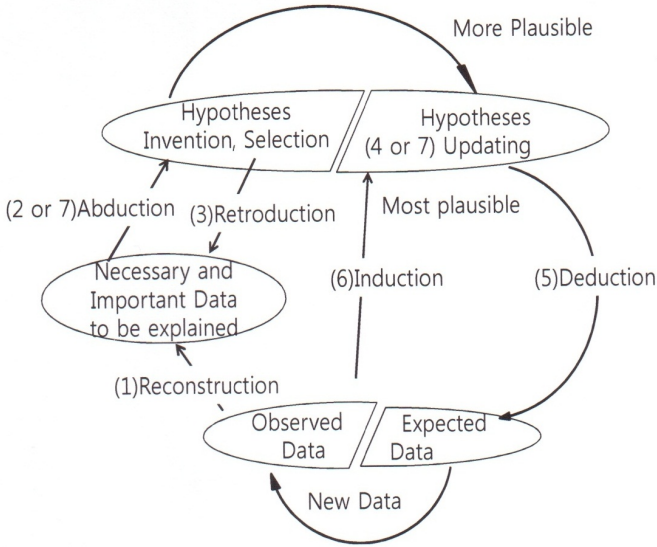 More Plausible
Hypotheses
Invention, Selection
Hypotheses
(4 or 7) Updating
(2 or 7)Abduction
(3)Retroduction
Most plausible
Necessary and
Important Data
to be explained
(6)Induction
(5)Deduction
(1)Reconstruction
Observed
Data
Expected
Data
New Data